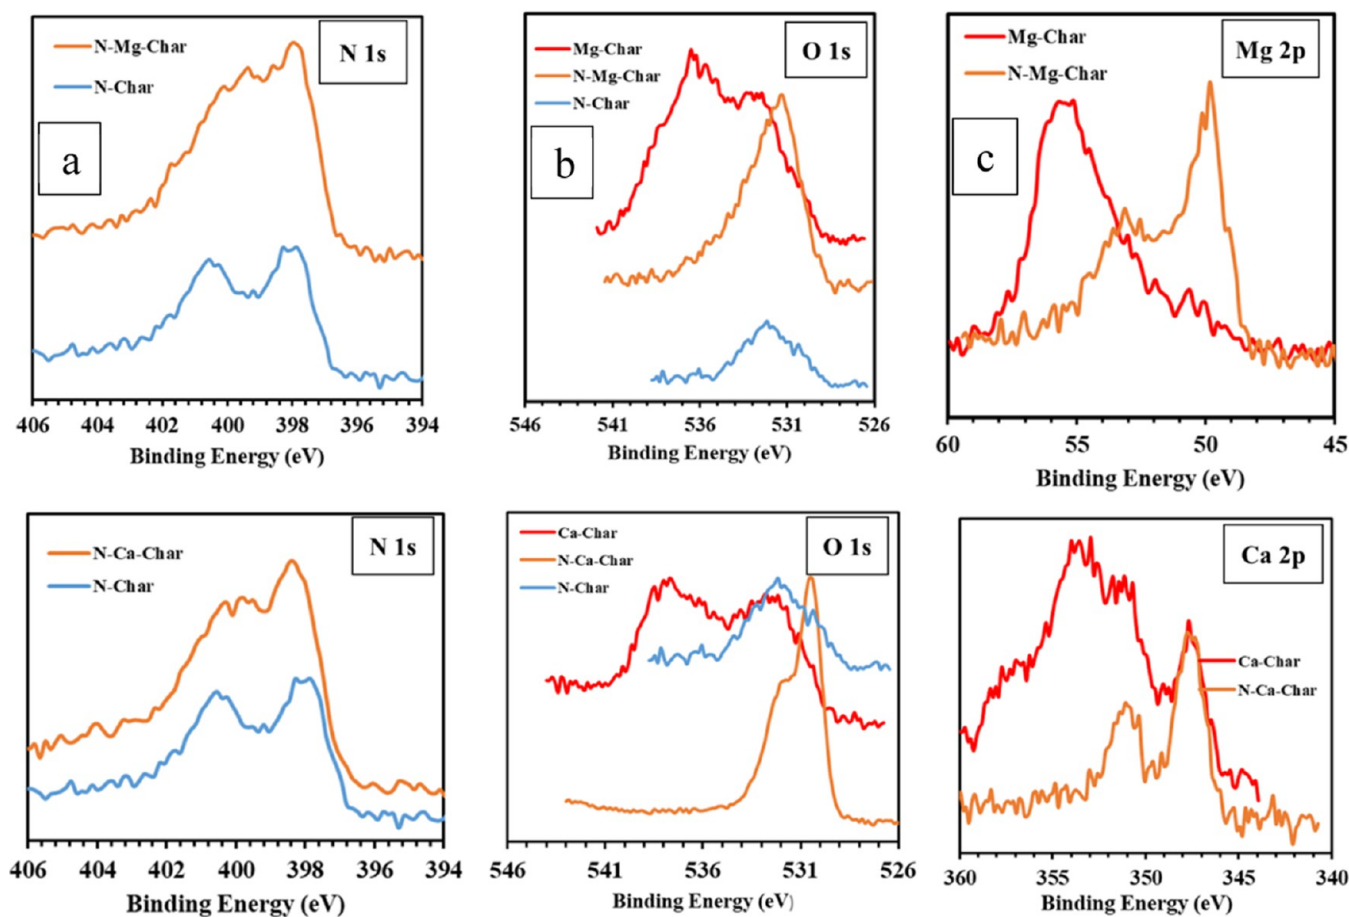 N-Mg-Char
N-Char
N 1s
a
406 404 402 400 398 396 394
Binding Energy (eV)
Mg-Char
N-Mg-Char
N-Char
O 1s
b
546 541 536 531 526
Binding Energy (eV)
Mg-Char
N-Mg-Char
Mg 2p
c
60 55 50 45
Binding Energy (eV)
N-Ca-Char
N-Char
N 1s
406 404 402 400 398 396 394
Binding Energy (eV)
Ca-Char
N-Ca-Char
N-Char
O 1s
546 541 536 531 526
Binding Energy (eV)
Ca 2p
Ca-Char
N-Ca-Char
360 355 350 345 340
Binding Energy (eV)